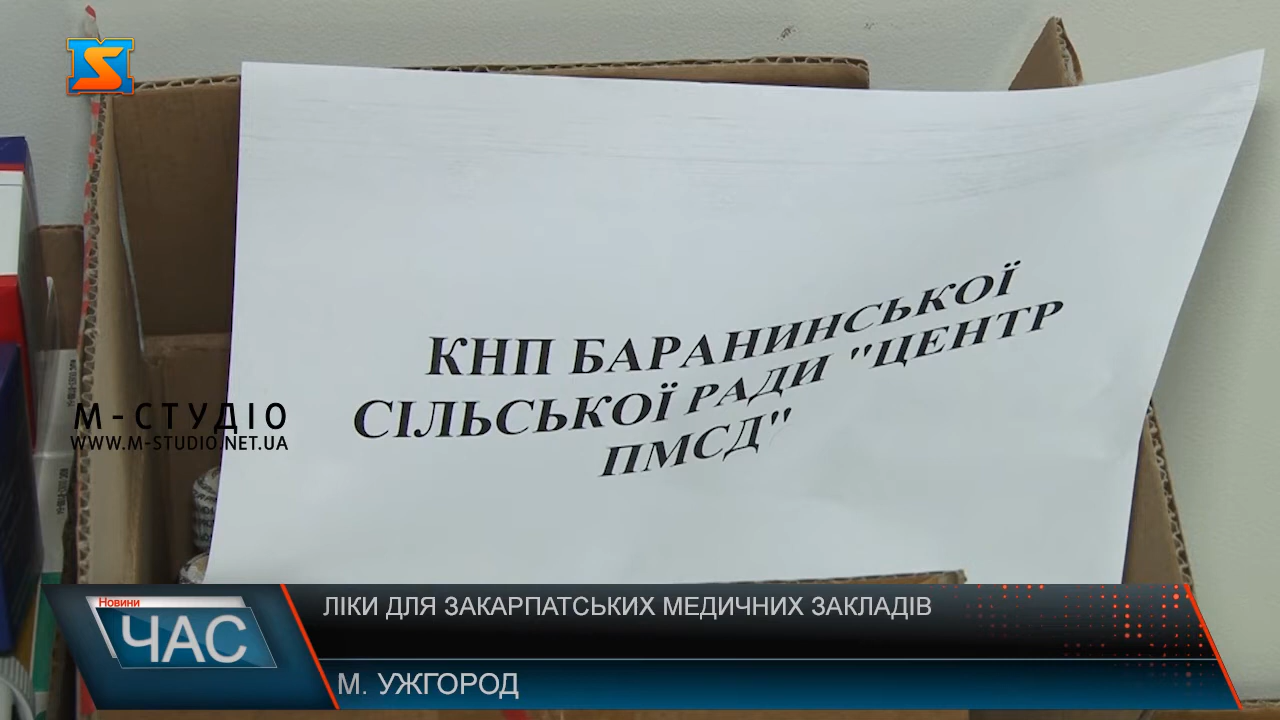 КНП БАРАНИНСЬКОЇ
СІЛЬСЬКОЇ РАДИ "ЦЕНТР
ПМСД"
М-СТУДІО
WWW.M-STUDIO.NET.UA
Новини
ЧАС
ЛІКИ ДЛЯ ЗАКАРПАТСЬКИХ МЕДИЧНИХ ЗАКЛАДІВ
М. УЖГОРОД